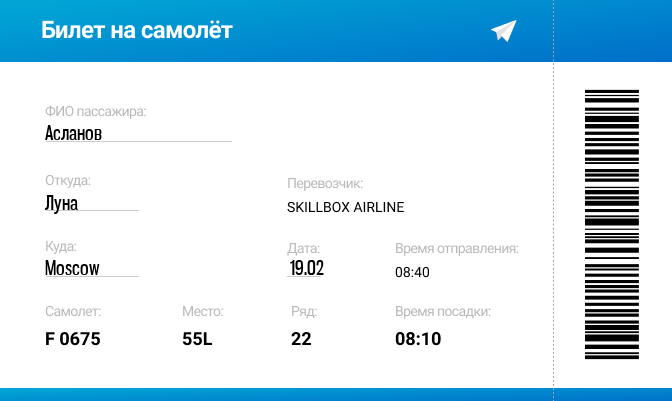 Билет на самолёт
ФИО пассажира:
Асланов
Откуда:
Луна
Перевозчик:
SKILLBOX AIRLINE
Куда:
Moscow
Дата:
19.02
Время отправления:
08:40
Самолет:
F 0675
Место:
55L
Ряд:
22
Время посадки:
08:10